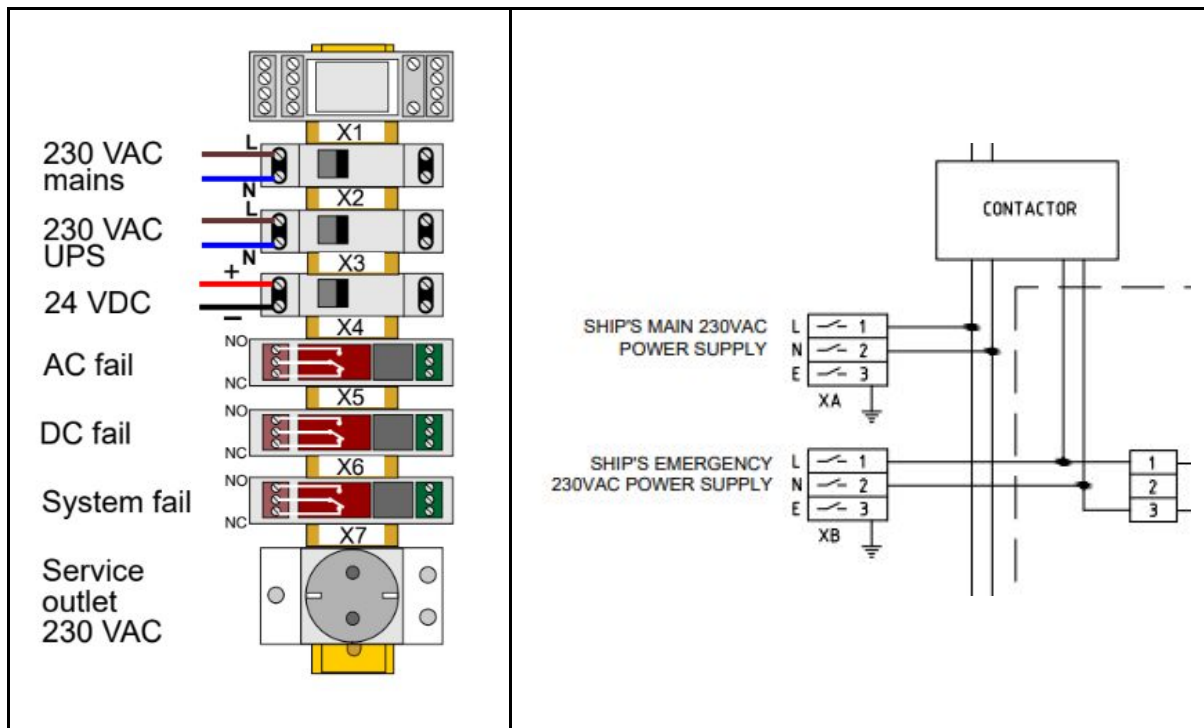 X1
230 VAC
mains
L
N
X2
230 VAC
UPS
L
N
X3
24 VDC
+
−
X4
AC fail
NO
NC
X5
DC fail
NO
NC
X6
System fail
NO
NC
X7
Service
outlet
230 VAC
CONTACTOR
SHIP'S MAIN 230VAC
POWER SUPPLY
L 1
N 2
E 3
XA
SHIP'S EMERGENCY
230VAC POWER SUPPLY
L 1
N 2
E 3
XB
1
2
3